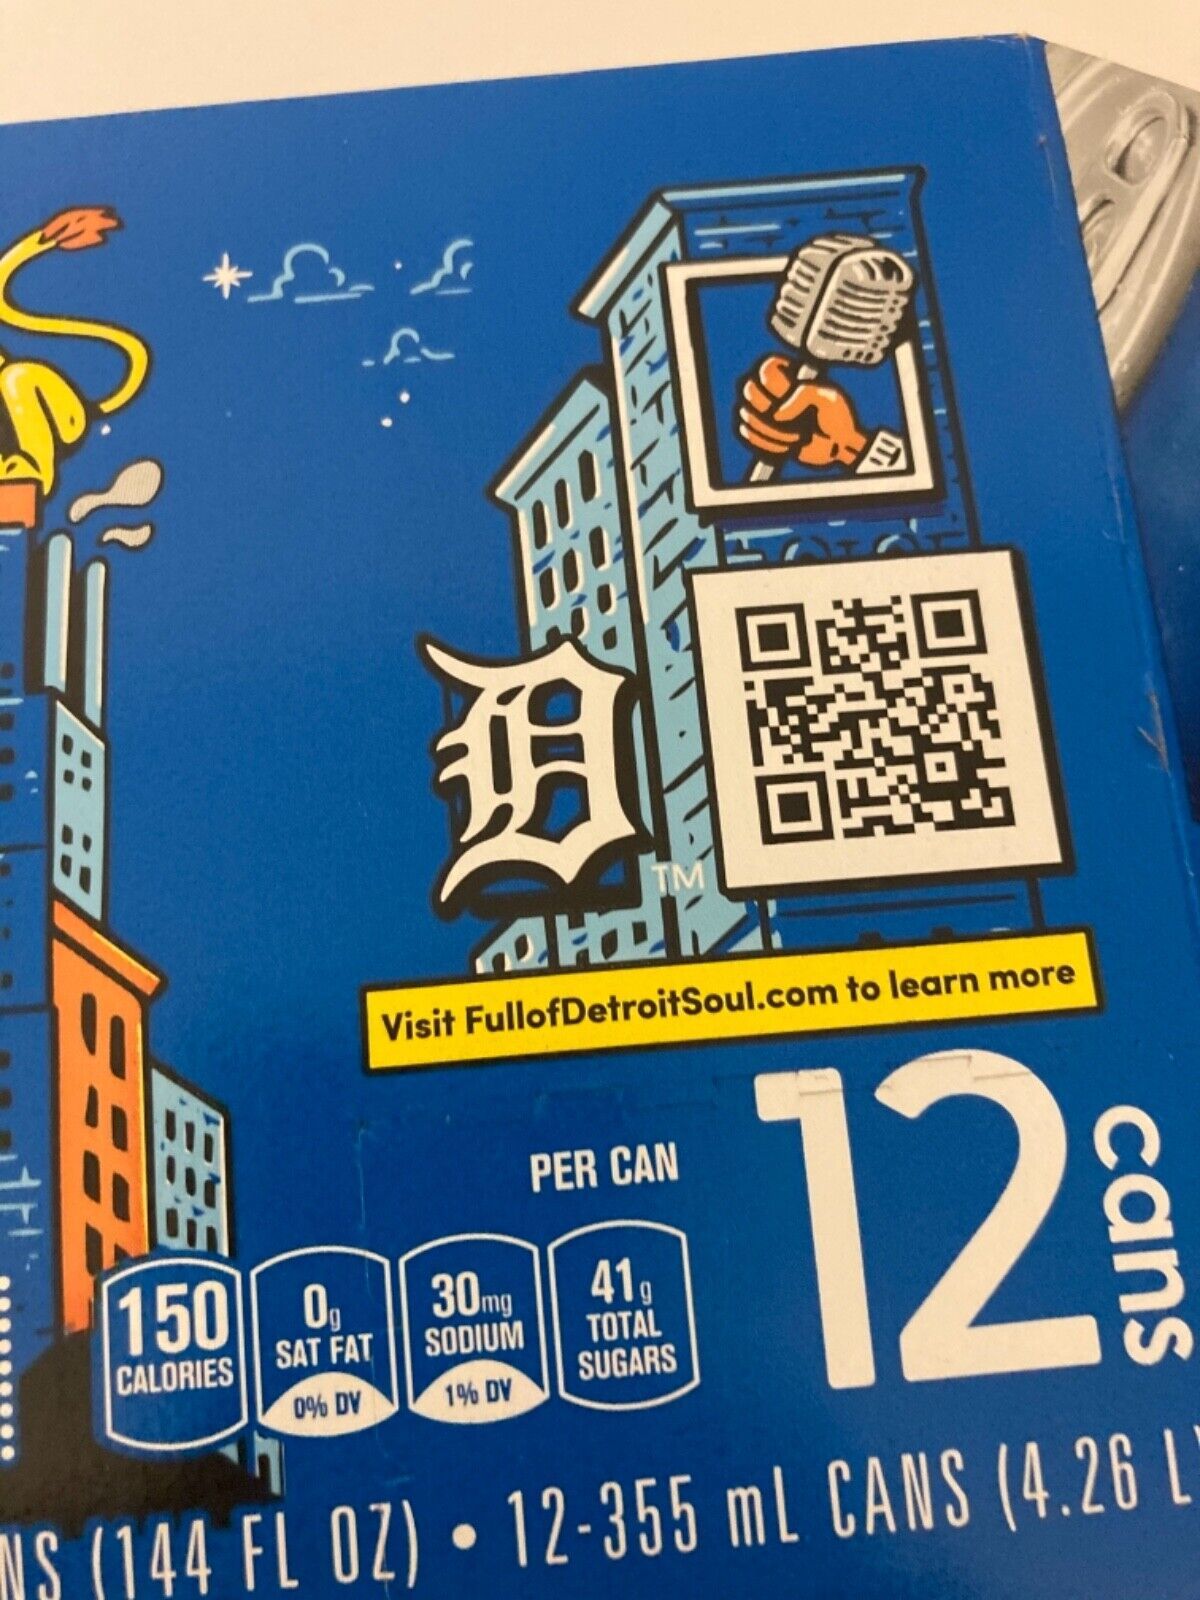 D
TM
Visit FullofDetroitSoul.com to learn more
12
cans
PER CAN
150
CALORIES
0g
SAT FAT
0% DV
30mg
SODIUM
1% DV
41g
TOTAL
SUGARS
(144 FL OZ) • 12-355 mL CANS (4.26 L)